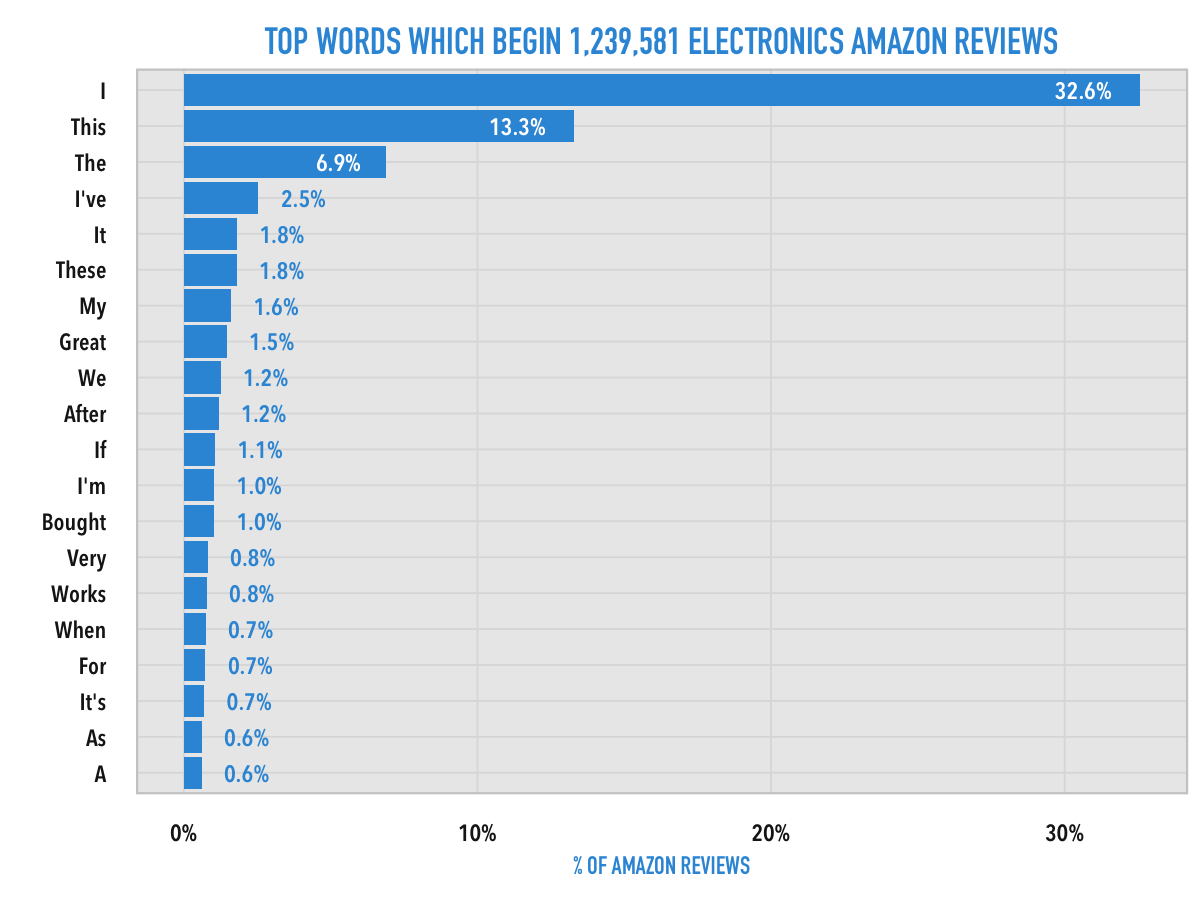 TOP WORDS WHICH BEGIN 1,239,581 ELECTRONICS AMAZON REVIEWS
I 32.6%
This 13.3%
The 6.9%
I've 2.5%
It 1.8%
These 1.8%
My 1.6%
Great 1.5%
We 1.2%
After 1.2%
If 1.1%
I'm 1.0%
Bought 1.0%
Very 0.8%
Works 0.8%
When 0.7%
For 0.7%
It's 0.7%
As 0.6%
A 0.6%
0% 10% 20% 30%
% OF AMAZON REVIEWS